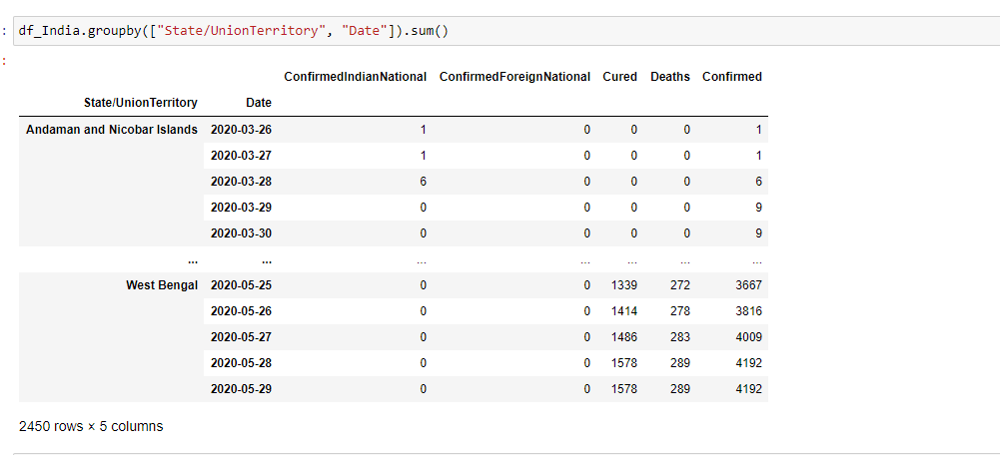 : df_India.groupby(["State/UnionTerritory", "Date"]).sum()
:
ConfirmedIndianNational ConfirmedForeignNational Cured Deaths Confirmed
State/UnionTerritory Date
Andaman and Nicobar Islands 2020-03-26 1 0 0 0 1
2020-03-27 1 0 0 0 1
2020-03-28 6 0 0 0 6
2020-03-29 0 0 0 0 9
2020-03-30 0 0 0 0 9
... ... ... ... ... ... ...
West Bengal 2020-05-25 0 0 1339 272 3667
2020-05-26 0 0 1414 278 3816
2020-05-27 0 0 1486 283 4009
2020-05-28 0 0 1578 289 4192
2020-05-29 0 0 1578 289 4192
2450 rows × 5 columns